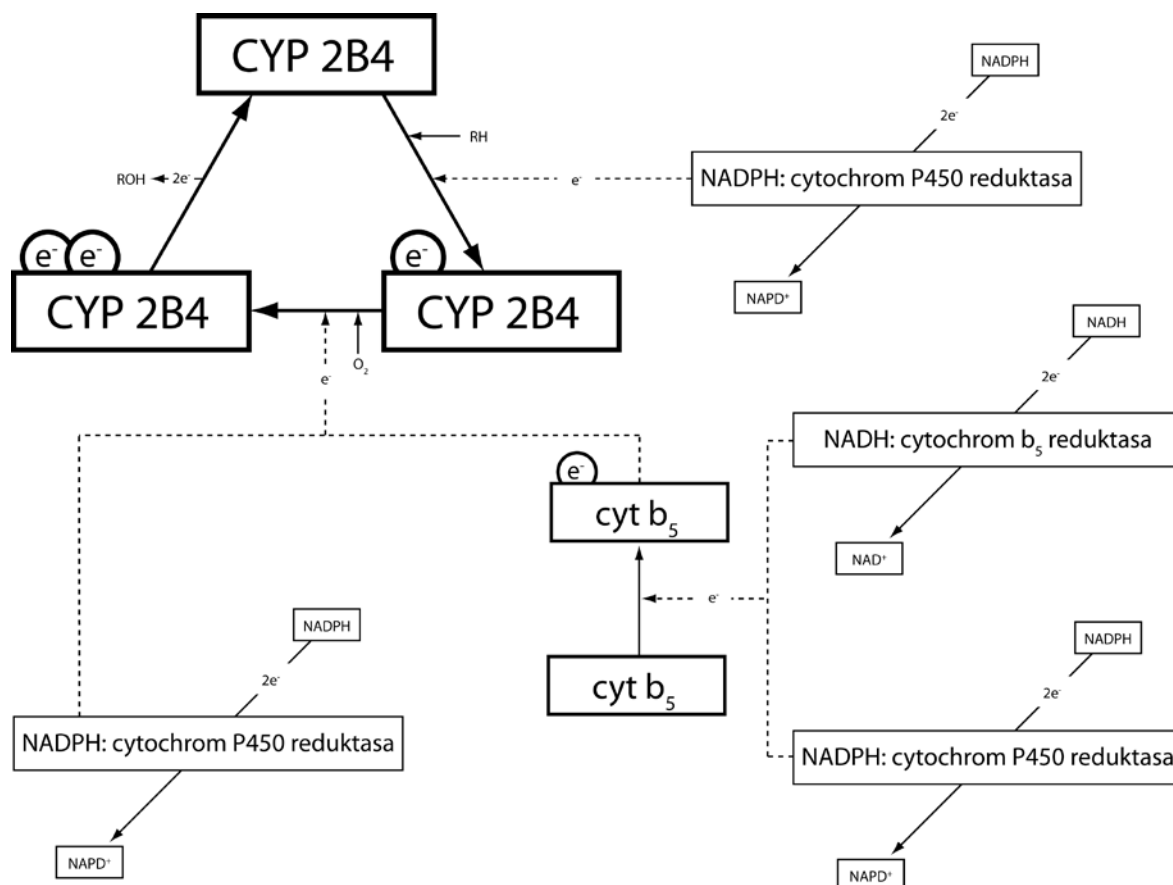 CYP 2B4
NADPH
2e⁻
RH
NADPH: cytochrom P450 reduktasa
ROH
2e⁻
e⁻
e⁻
e⁻
e⁻
CYP 2B4
CYP 2B4
NAPD⁺
NADH
O₂
e⁻
2e⁻
NADH: cytochrom b₅ reduktasa
e⁻
cyt b₅
NAD⁺
e⁻
NADPH
NADPH
cyt b₅
2e⁻
2e⁻
NADPH: cytochrom P450 reduktasa
NADPH: cytochrom P450 reduktasa
NAPD⁺
NAPD⁺